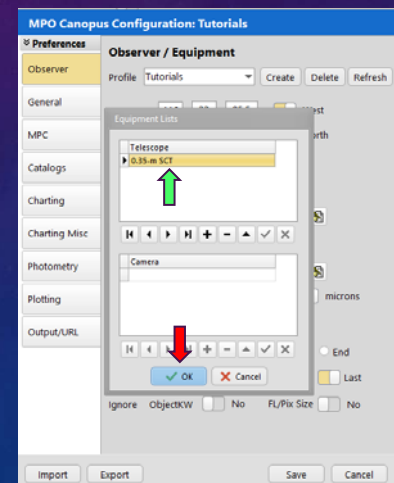 MPO Canopus Configuration: Tutorials
Preferences
Observer / Equipment
Observer
Profile Tutorials Create Delete Refresh
General
Equipment Lists
MPC
Telescope
0.35-m SCT
Catalogs
Charting
Charting Misc
Camera
Photometry
Plotting
microns
Output/URL
End
OK Cancel
Last
Ignore ObjectKW No FL/Pix Size No
Import Export Save Cancel